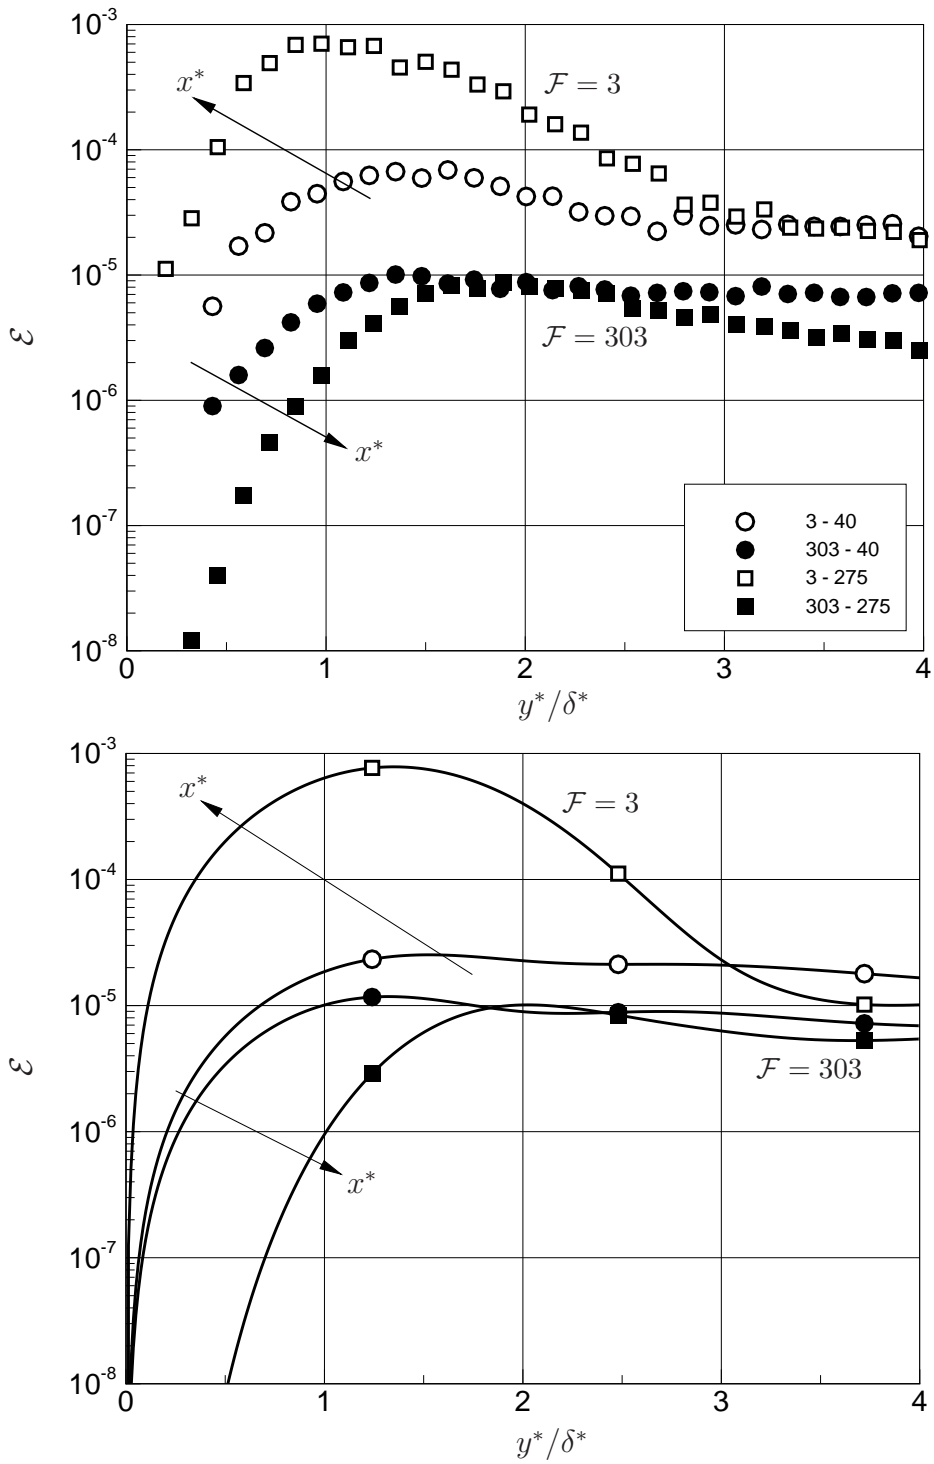 10-3
x*
F = 3
10-4
10-5
ℰ
F = 303
10-6
x*
3 - 40
10-7
303 - 40
3 - 275
303 - 275
10-8
0 1 2 3 4
y*/δ*
10-3
x*
F = 3
10-4
10-5
ℰ
F = 303
10-6
x*
10-7
10-8
0 1 2 3 4
y*/δ*